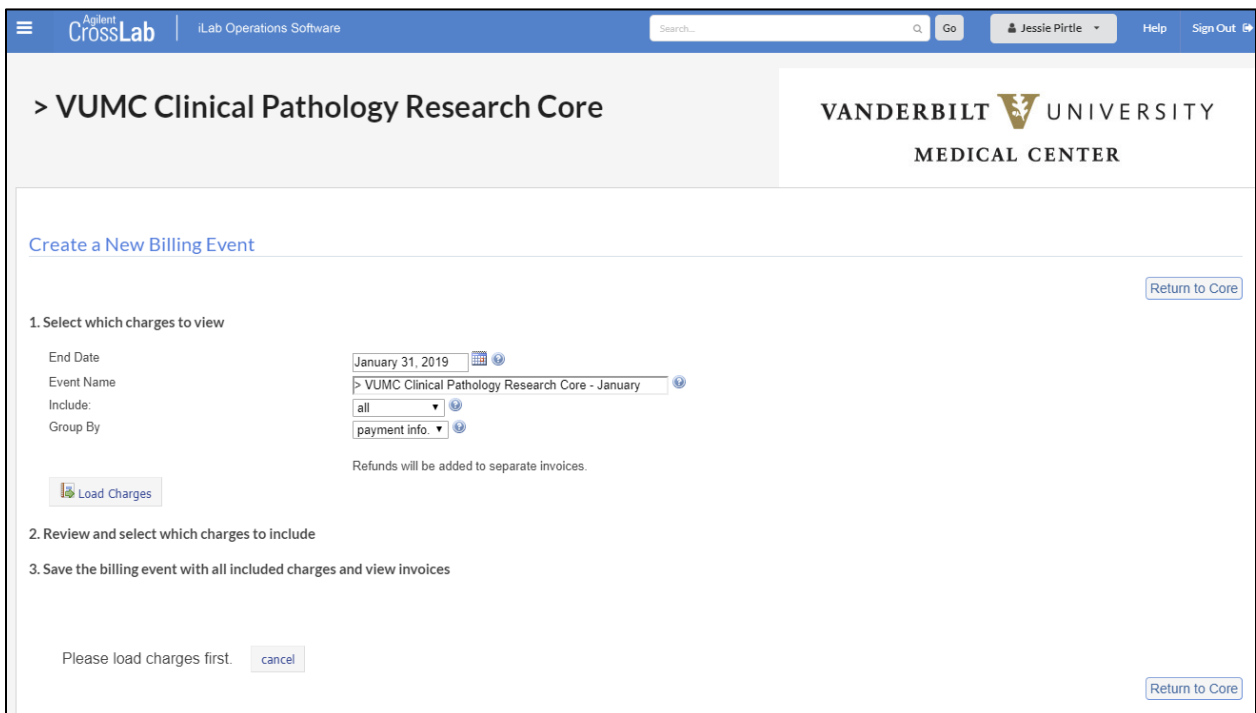 Agilent
CrossLab
iLab Operations Software
Search...
Go
Jessie Pirtle
Help
Sign Out
> VUMC Clinical Pathology Research Core
VANDERBILT V UNIVERSITY
MEDICAL CENTER
Create a New Billing Event
Return to Core
1. Select which charges to view
End Date
January 31, 2019
Event Name
> VUMC Clinical Pathology Research Core - January
Include:
all
Group By
payment info.
Refunds will be added to separate invoices.
Load Charges
2. Review and select which charges to include
3. Save the billing event with all included charges and view invoices
Please load charges first.
cancel
Return to Core